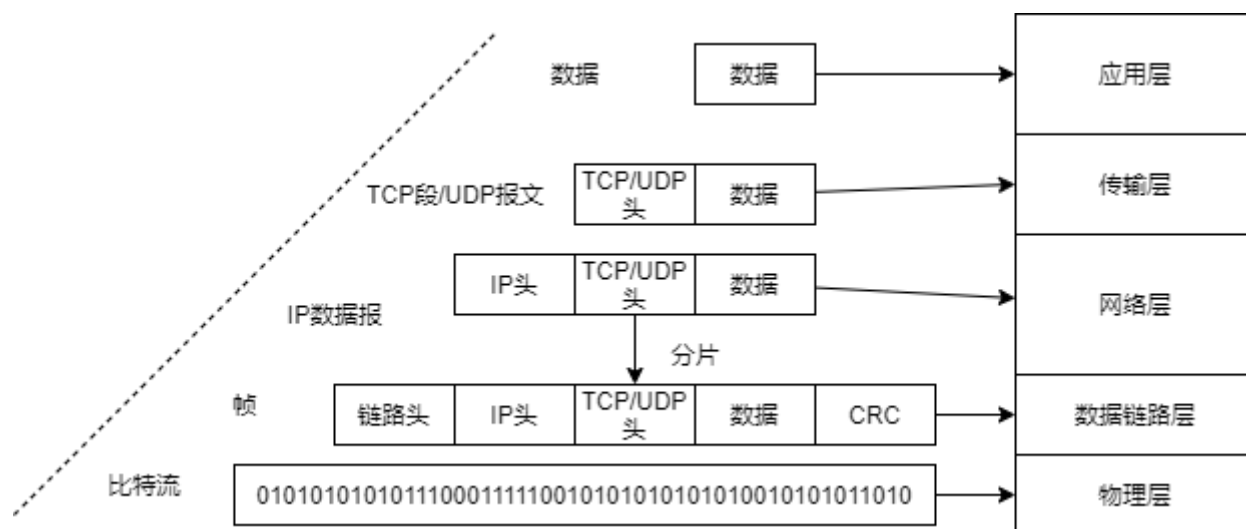 数据
数据
应用层
TCP段/UDP报文
TCP/UDP
头
数据
传输层
IP数据报
IP头
TCP/UDP
头
数据
网络层
分片
帧
链路头
IP头
TCP/UDP
头
数据
CRC
数据链路层
比特流
0101010101011100011111001010101010101001010101011010
物理层